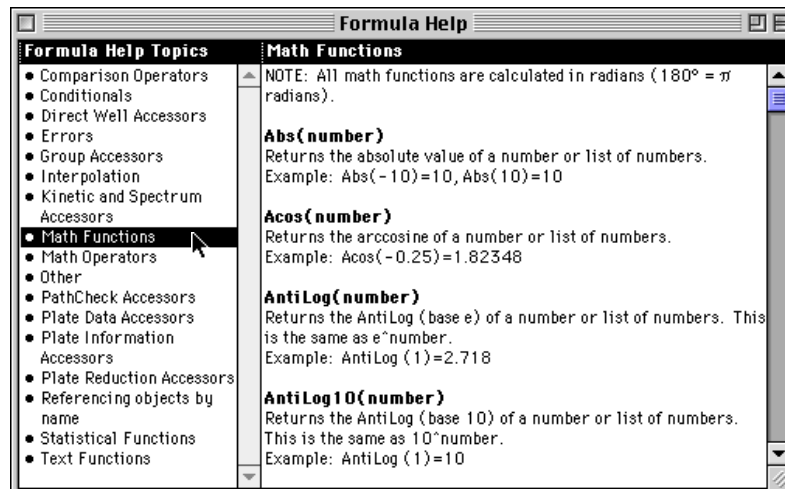 Formula Help
Formula Help Topics
• Comparison Operators
• Conditionals
• Direct Well Accessors
• Errors
• Group Accessors
• Interpolation
• Kinetic and Spectrum
Accessors
• Math Functions
• Math Operators
• Other
• PathCheck Accessors
• Plate Data Accessors
• Plate Information
Accessors
• Plate Reduction Accessors
• Referencing objects by
name
• Statistical Functions
• Text Functions
Math Functions
NOTE: All math functions are calculated in radians (180° = π
radians).
Abs(number)
Returns the absolute value of a number or list of numbers.
Example: Abs(-10)=10, Abs(10)=10
Acos(number)
Returns the arccosine of a number or list of numbers.
Example: Acos(-0.25)=1.82348
AntiLog(number)
Returns the AntiLog (base e) of a number or list of numbers. This
is the same as e^number.
Example: AntiLog (1)=2.718
AntiLog10(number)
Returns the AntiLog (base 10) of a number or list of numbers.
This is the same as 10^number.
Example: AntiLog (1)=10